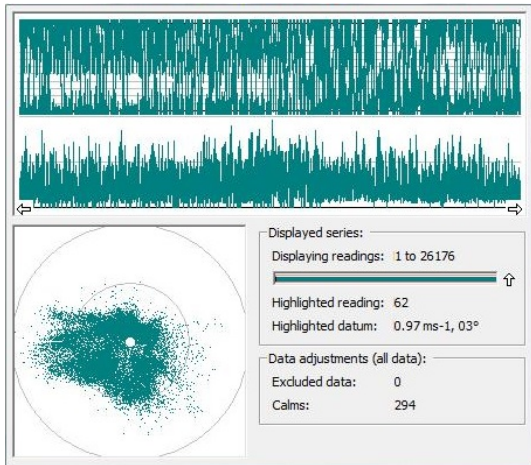 Displayed series:
Displaying readings: 1 to 26176
Highlighted reading: 62
Highlighted datum: 0.97 ms-1, 03°
Data adjustments (all data):
Excluded data: 0
Calms: 294